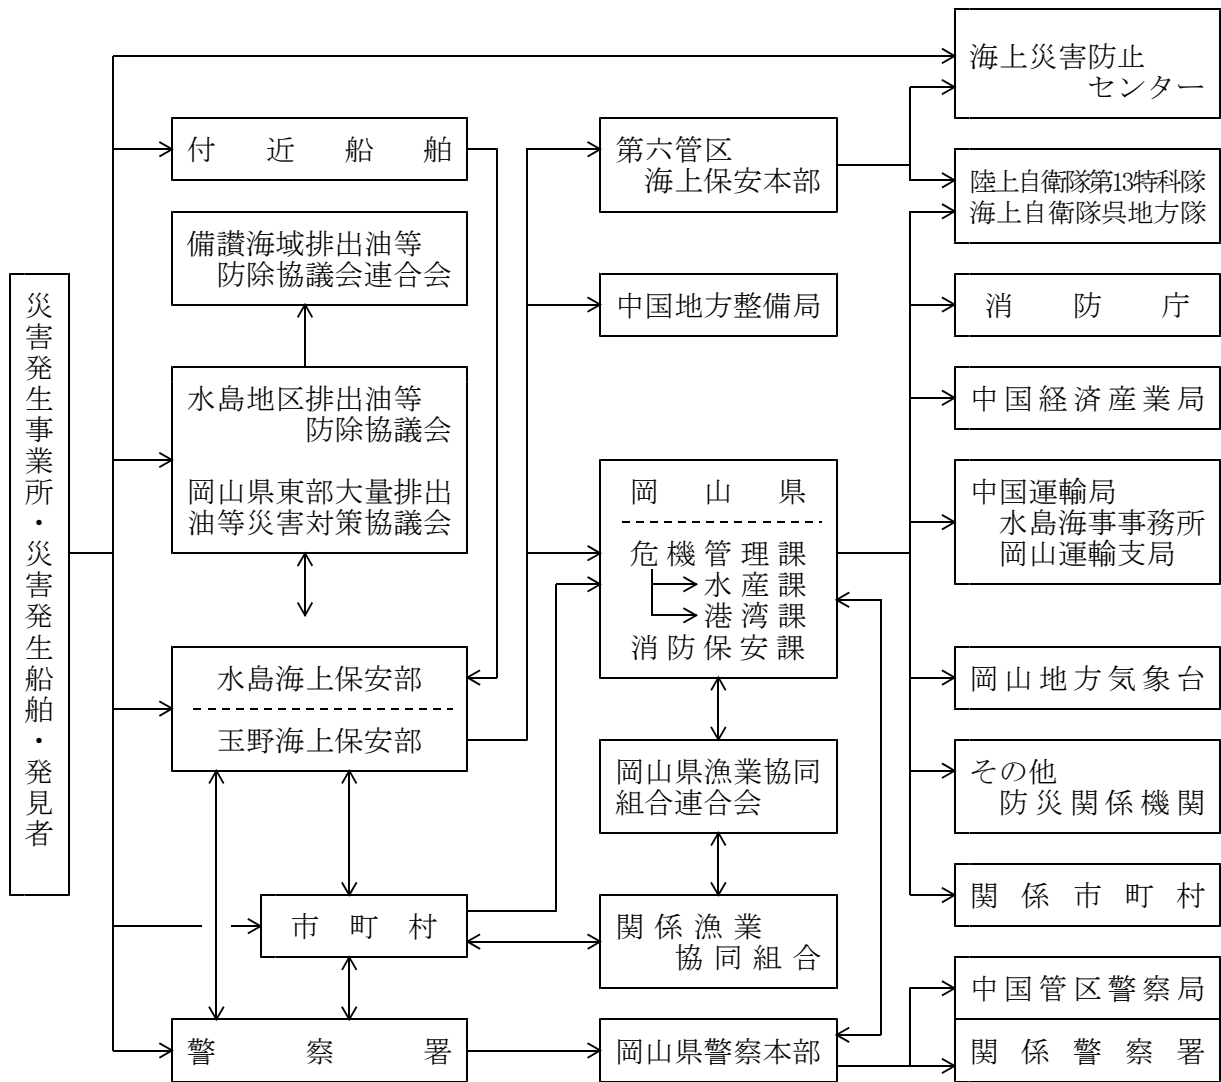 災害発生事業所・災害発生船舶・発見者
付近船舶
備讃海域排出油等
防除協議会連合会
水島地区排出油等
防除協議会
岡山県東部大量排出
油等災害対策協議会
水島海上保安部
玉野海上保安部
市町村
警察署
第六管区
海上保安本部
中国地方整備局
岡山県
危機管理課
水産課
港湾課
消防保安課
岡山県漁業協同
組合連合会
関係漁業
協同組合
岡山県警察本部
海上災害防止
センター
陸上自衛隊第13特科隊
海上自衛隊呉地方隊
消防庁
中国経済産業局
中国運輸局
水島海事事務所
岡山運輸支局
岡山地方気象台
その他
防災関係機関
関係市町村
中国管区警察局
関係警察署